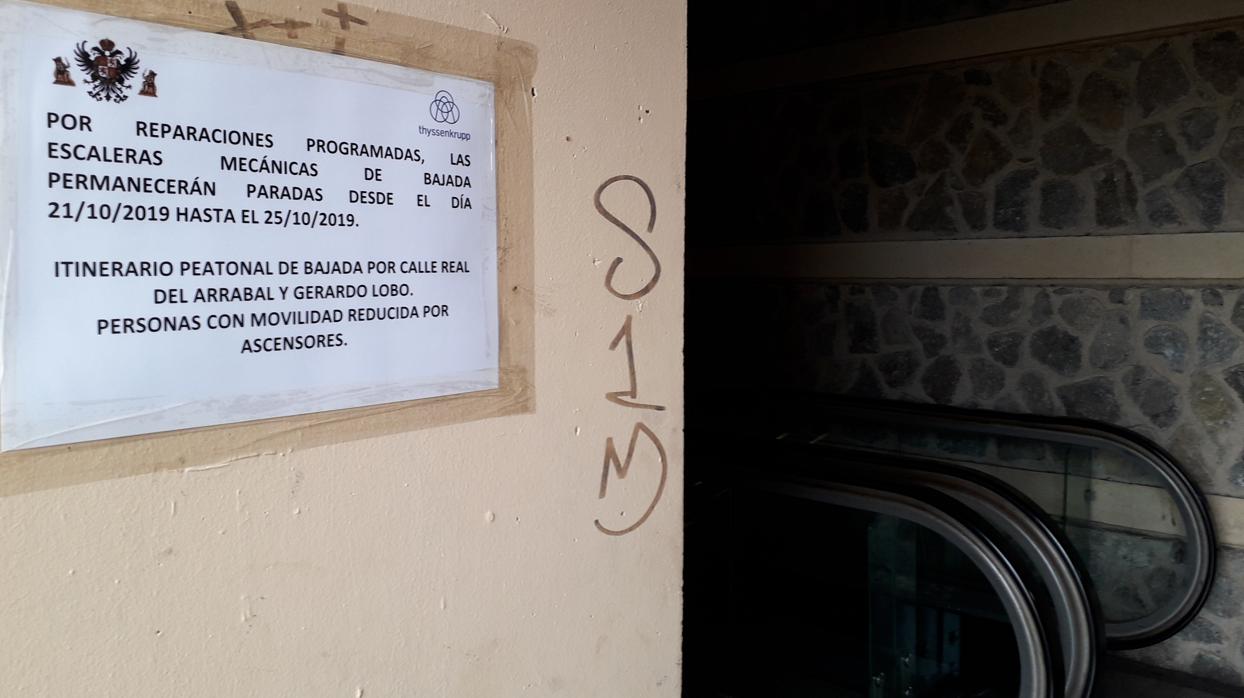 thyssenkrupp
POR REPARACIONES PROGRAMADAS, LAS
ESCALERAS MECÁNICAS DE BAJADA
PERMANECERÁN PARADAS DESDE EL DÍA
21/10/2019 HASTA EL 25/10/2019.
ITINERARIO PEATONAL DE BAJADA POR CALLE REAL
DEL ARRABAL Y GERARDO LOBO.
PERSONAS CON MOVILIDAD REDUCIDA POR
ASCENSORES.